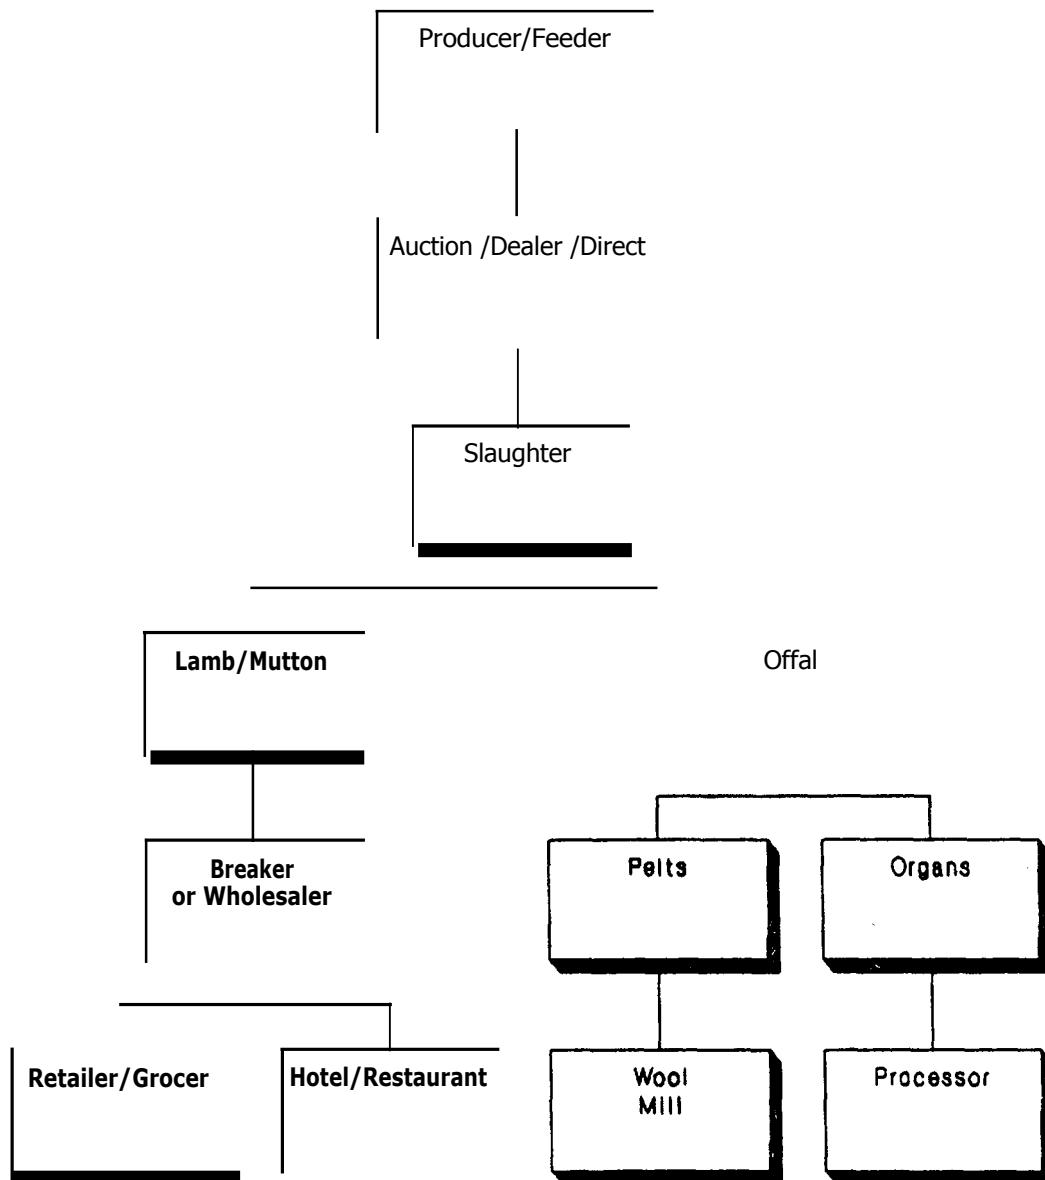 Producer/Feeder
Auction /Dealer /Direct
Slaughter
Lamb/Mutton
Offal
Breaker
or Wholesaler
Pelts
Organs
Retailer/Grocer
Hotel/Restaurant
Wool
Mill
Processor